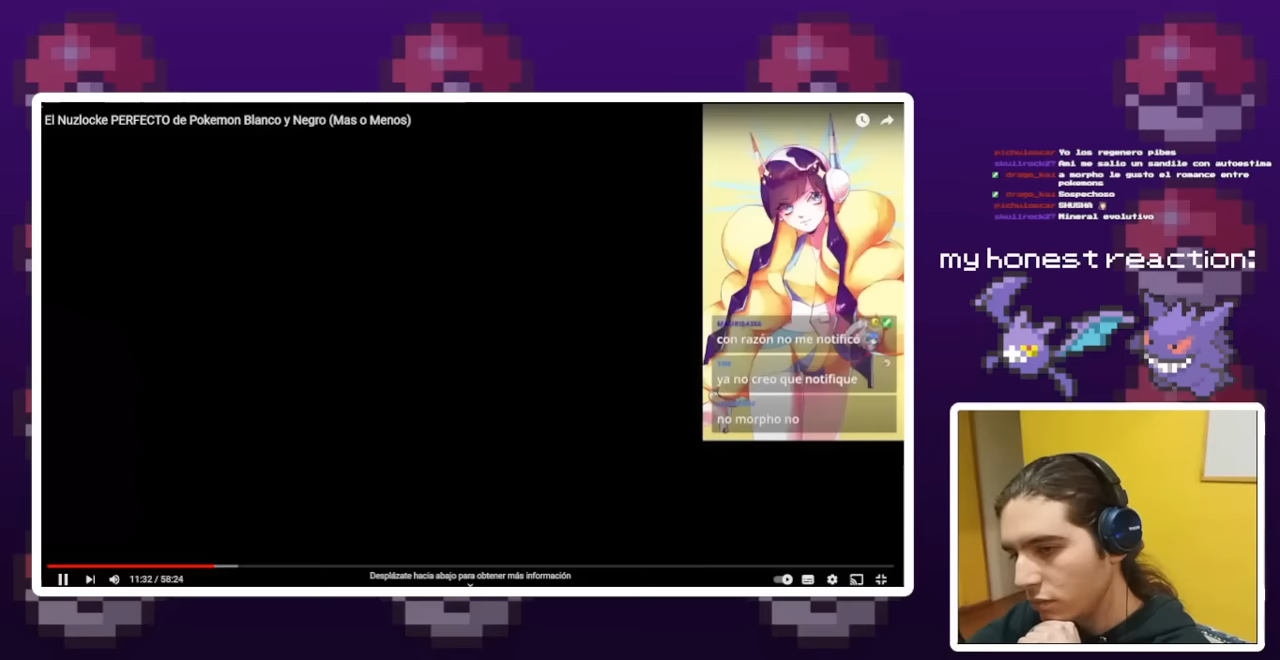 El Nuzlocke PERFECTO de Pokemon Blanco y Negro (Mas o Menos)
con razón no me notificó
ya no creo que notifique
no morpho no
11:32 / 58:24
Desplázate hacia abajo para obtener más información
Yo los regenero pibes
Ami me salio un sandile con autoestima
a morpho le gusto el romance entre
pokemons
Sospechoso
SHUSHA
Mineral evolutivo
my honest reaction: